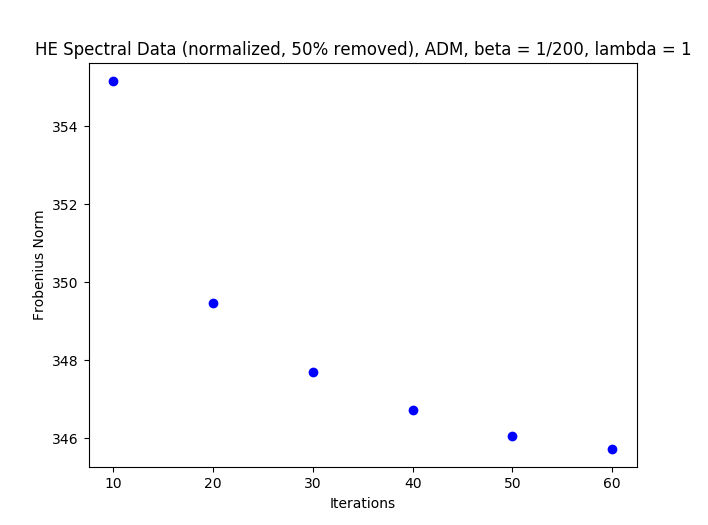 HE Spectral Data (normalized, 50% removed), ADM, beta = 1/200, lambda = 1
354
352
350
348
346
Frobenius Norm
10 20 30 40 50 60
Iterations